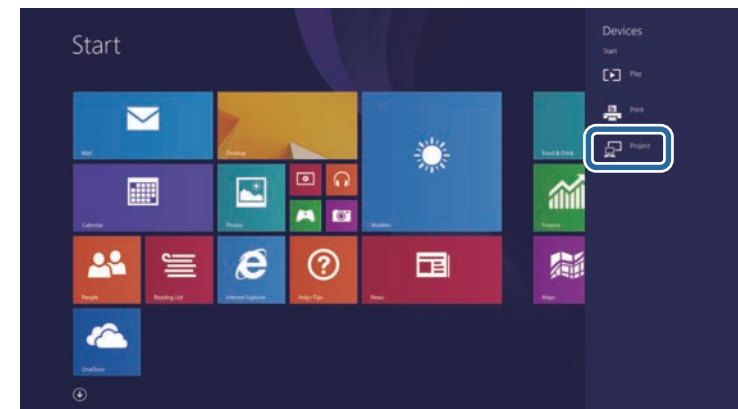 Start
Devices
Start
Play
Print
Project
Mail
Desktop
Food & Drink
Calendar
Photos
Weather
Finance
People
Reading List
Internet Explorer
Help+Tips
News
Maps
OneDrive